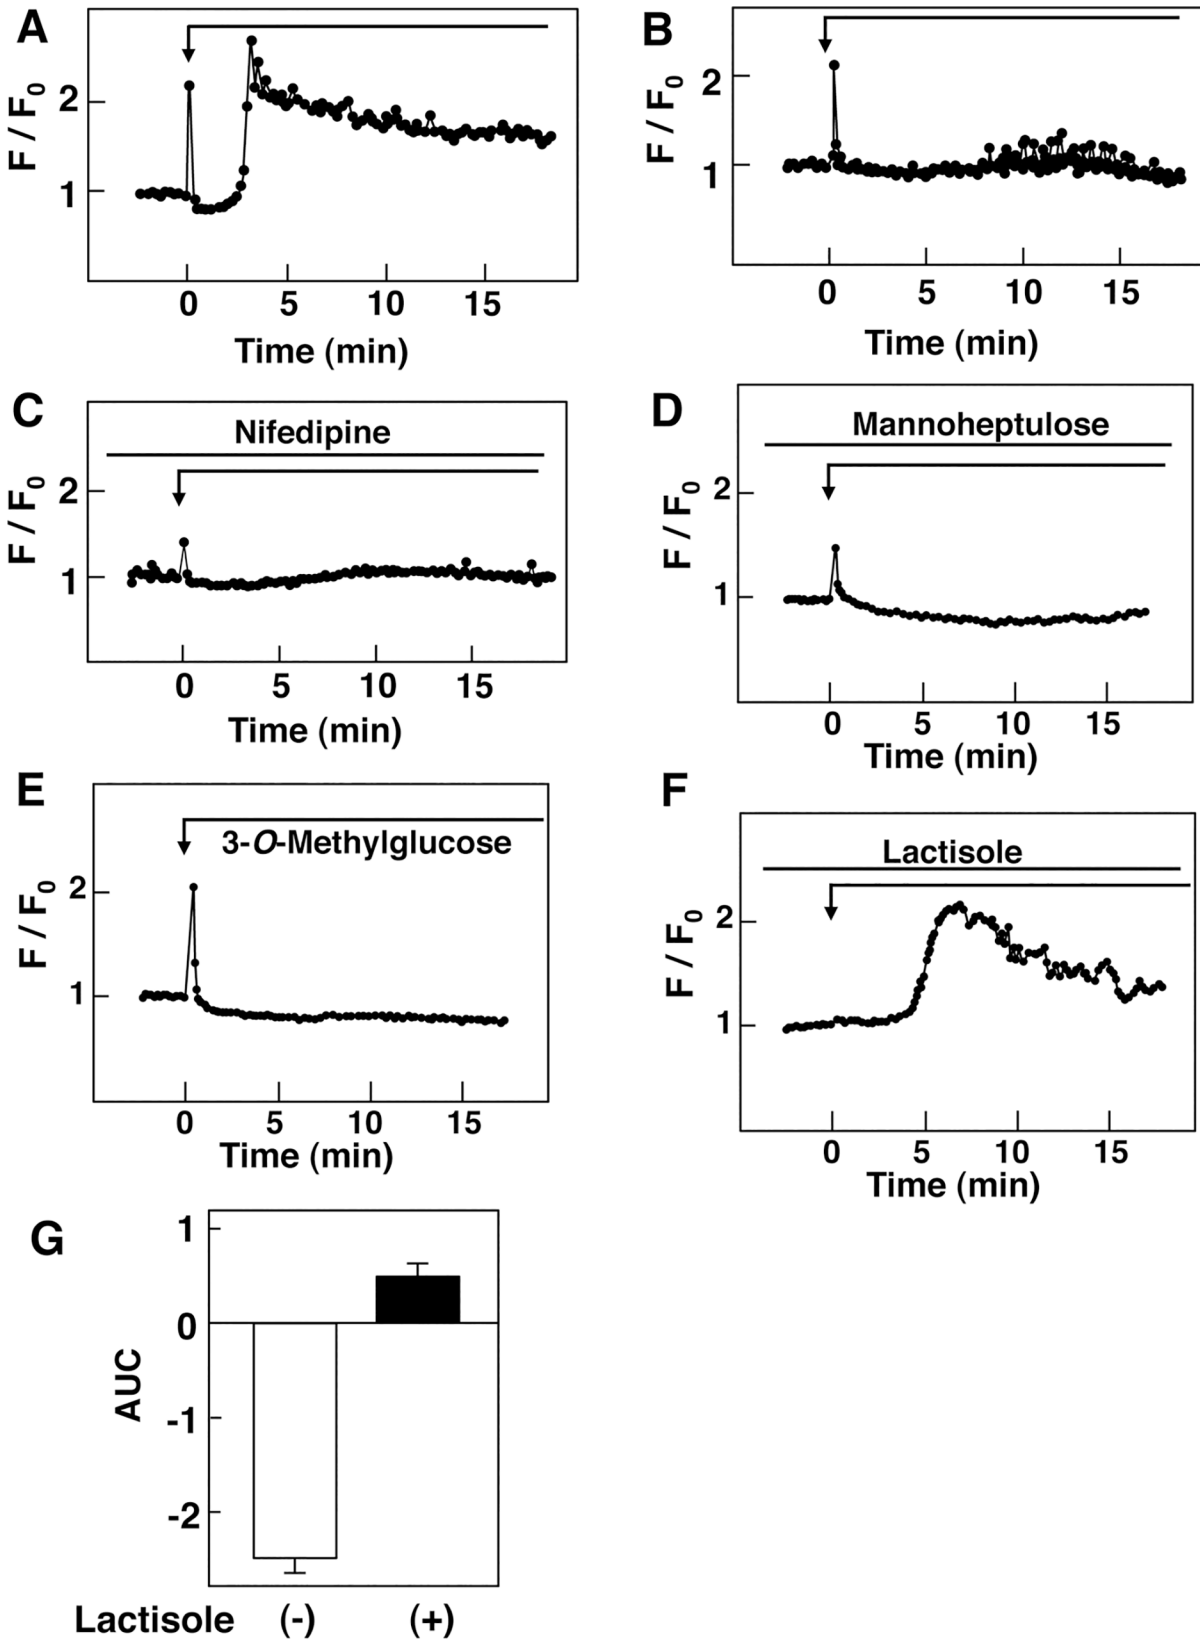 A
F / F0
2
1
0 5 10 15
Time (min)
B
F / F0
2
1
0 5 10 15
Time (min)
C
Nifedipine
F / F0
2
1
0 5 10 15
Time (min)
D
Mannoheptulose
F / F0
2
1
0 5 10 15
Time (min)
E
3-O-Methylglucose
F / F0
2
1
0 5 10 15
Time (min)
F
Lactisole
F / F0
2
1
0 5 10 15
Time (min)
G
AUC
1
0
-1
-2
Lactisole (-) (+)